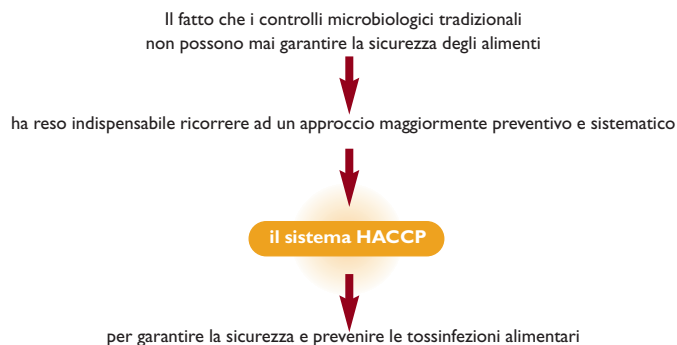 Il fatto che i controlli microbiologici tradizionali
non possono mai garantire la sicurezza degli alimenti
ha reso indispensabile ricorrere ad un approccio maggiormente preventivo e sistematico
il sistema HACCP
per garantire la sicurezza e prevenire le tossinfezioni alimentari